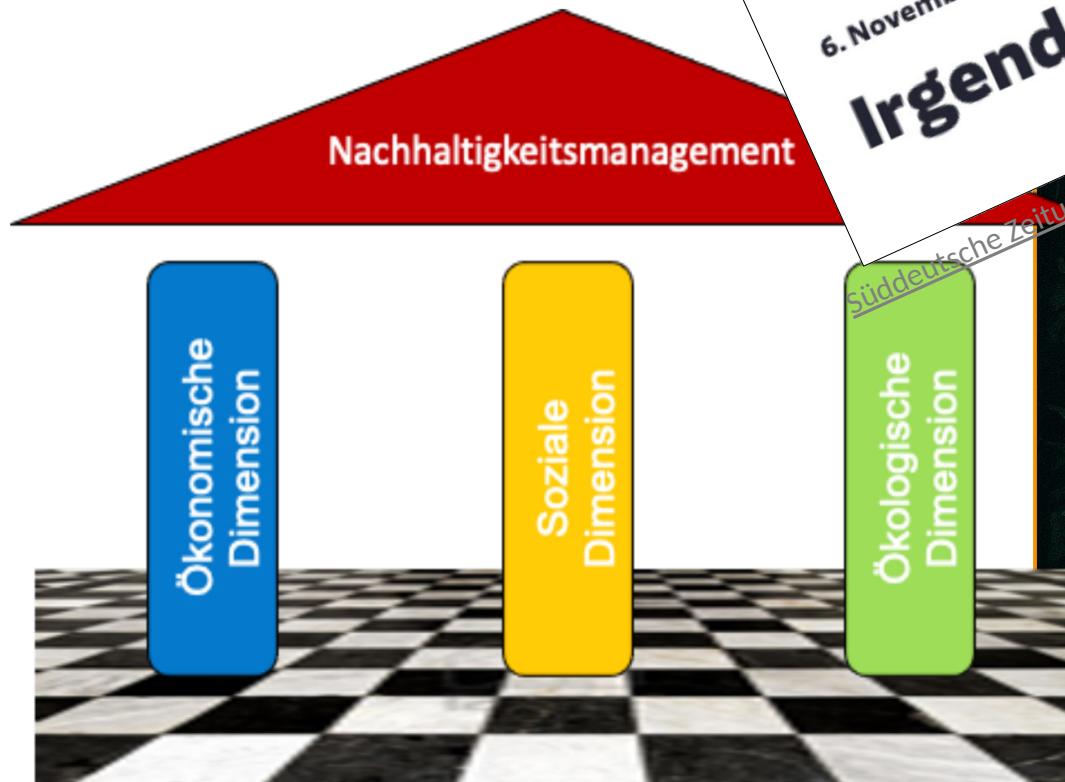 6. Novem
Irgend
Nachhaltigkeitsmanagement
Süddeutsche Zeitu
Ökonomische
Dimension
Soziale
Dimension
Ökologische
Dimension